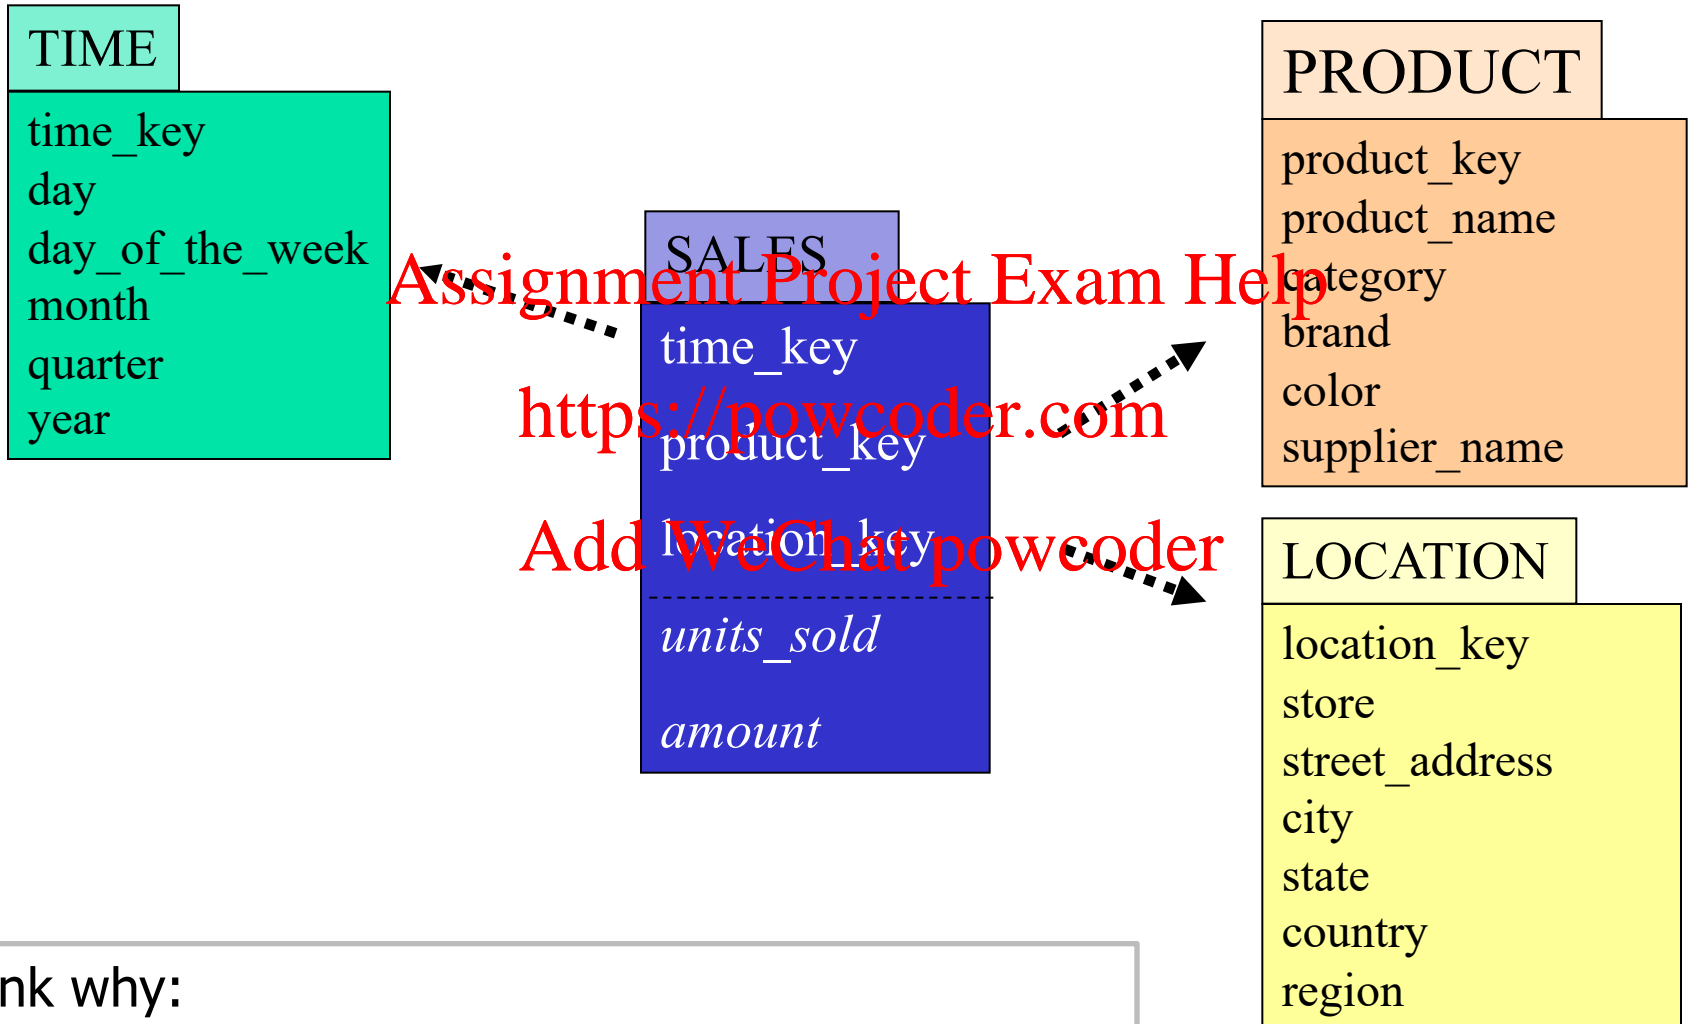 TIME
time_key
day
day_of_the_week
month
quarter
year
SALES
time_key
product_key
location_key
units_sold
amount
PRODUCT
product_key
product_name
category
brand
color
supplier_name
LOCATION
location_key
store
street_address
city
state
country
region
Assignment Project Exam Help
https://powcoder.com
Add WeChat powcoder
nk why: